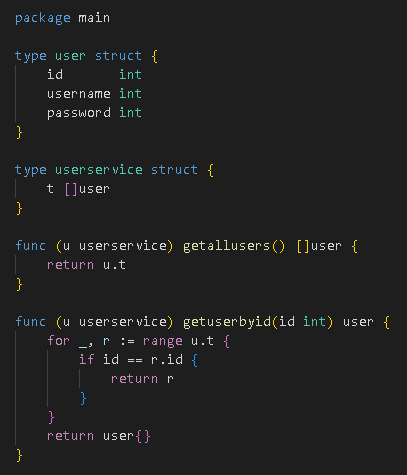 package main
type user struct {
id int
username int
password int
}
type userservice struct {
t []user
}
func (u userservice) getallusers() []user {
return u.t
}
func (u userservice) getuserbyid(id int) user {
for _, r := range u.t {
if id == r.id {
return r
}
}
return user{}
}